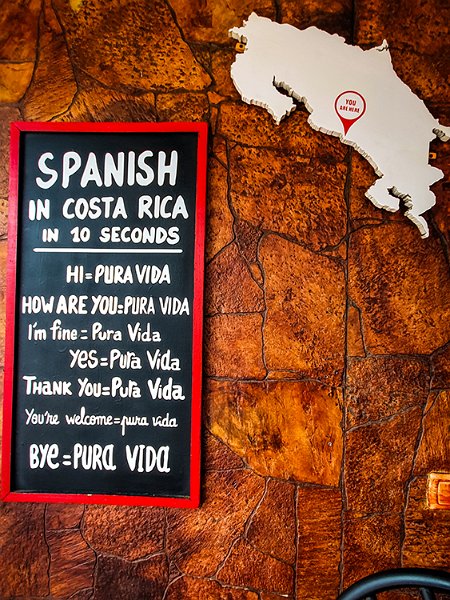 SPANISH
IN COSTA RICA
IN 10 SECONDS
HI=PURA VIDA
HOW ARE YOU=PURA VIDA
I'm fine=Pura Vida
YES=Pura Vida
THANK YOU=Pura Vida
You're welcome=pura vida
BYE=PURA VIDA
YOU
ARE HERE